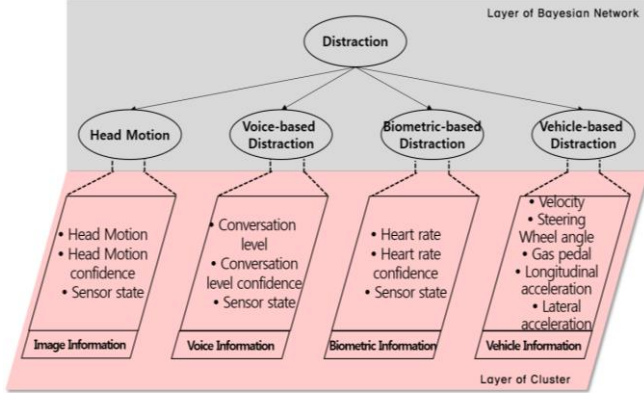 Layer of Bayesian Network
Distraction
Head Motion
Voice-based
Distraction
Biometric-based
Distraction
Vehicle-based
Distraction
• Head Motion
• Head Motion
confidence
• Sensor state
Image Information
• Conversation
level
• Conversation
level confidence
• Sensor state
Voice Information
• Heart rate
• Heart rate
confidence
• Sensor state
Biometric Information
• Velocity
• Steering
Wheel angle
• Gas pedal
• Longitudinal
acceleration
• Lateral
acceleration
Vehicle Information
Layer of Cluster